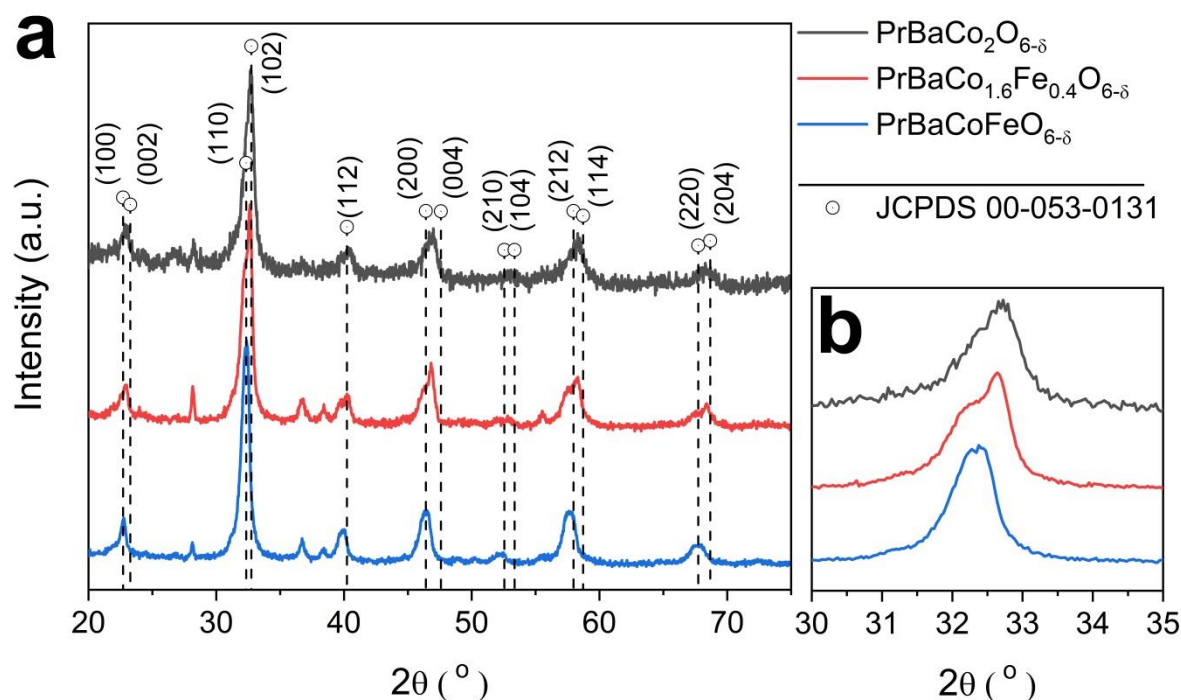 a
Intensity (a.u.)
(100)
(002)
(110)
(102)
(112)
(200)
(004)
(210)
(104)
(212)
(114)
(220)
(204)
20 30 40 50 60 70
2θ ( ° )
PrBaCo₂O₆₋δ
PrBaCo₁.₆Fe₀.₄O₆₋δ
PrBaCoFeO₆₋δ
JCPDS 00-053-0131
b
30 31 32 33 34 35
2θ ( ° )